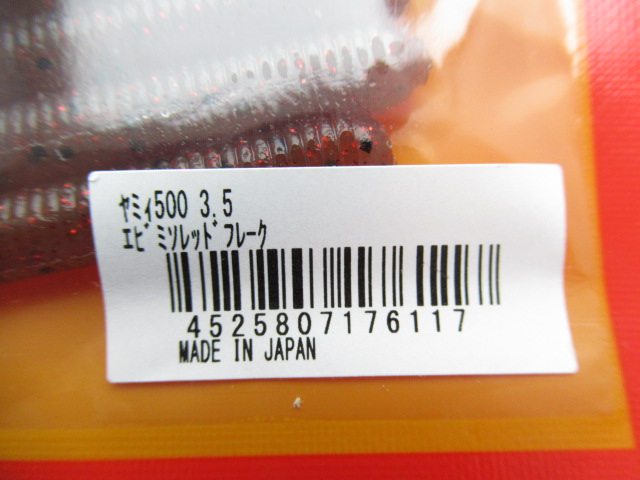 ﾔﾐｨ500 3.5
ｴﾋﾞﾐｿﾚｯﾄﾞﾌﾚｰｸ
4525807176117
MADE IN JAPAN